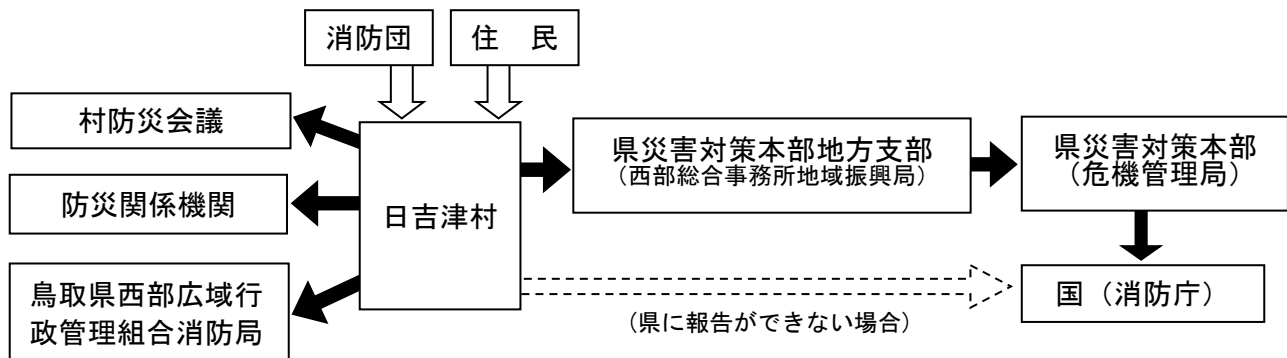 消防団
住　民
村防災会議
防災関係機関
鳥取県西部広域行
政管理組合消防局
日吉津村
県災害対策本部地方支部
（西部総合事務所地域振興局）
県災害対策本部
（危機管理局）
国（消防庁）
（県に報告ができない場合）